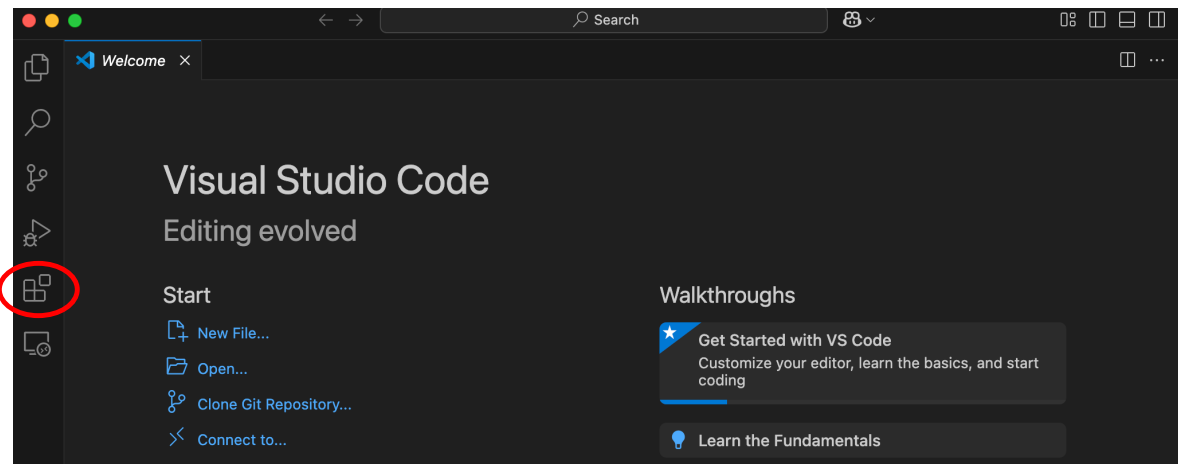 Search
Welcome
Visual Studio Code
Editing evolved
Start
New File...
Open...
Clone Git Repository...
Connect to...
Walkthroughs
Get Started with VS Code
Customize your editor, learn the basics, and start
coding
Learn the Fundamentals